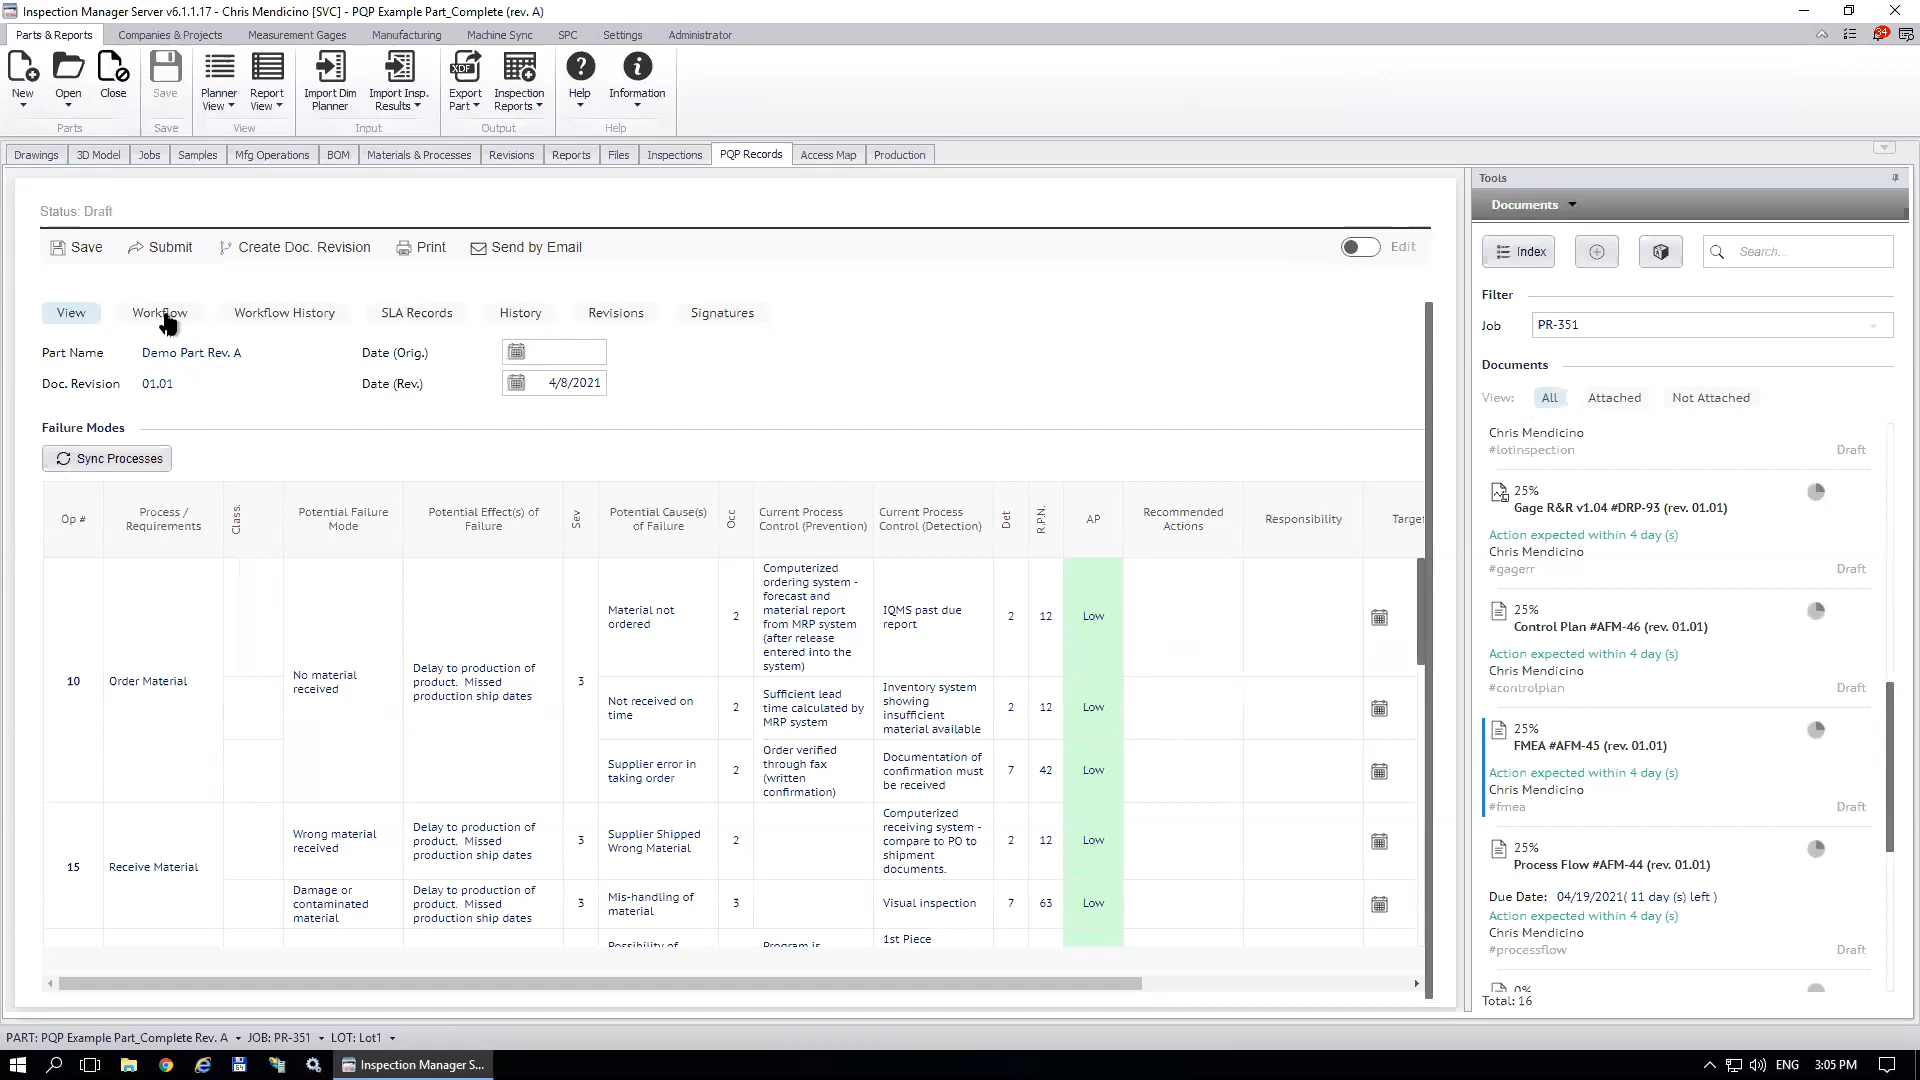 Inspection Manager Server v6.1.1.17 - Chris Mendicino [SVC] - PQP Example Part_Complete (rev. A)
Parts & Reports Companies & Projects Measurement Gages Manufacturing Machine Sync SPC Settings Administrator
34
New Open Close Save Planner View Report View Import Dim Planner Import Insp. Results XDF Export Part Inspection Reports Help Information
Parts Save View Input Output Help
Drawings 3D Model Jobs Samples Mfg Operations BOM Materials & Processes Revisions Reports Files Inspections PQP Records Access Map Production
Status: Draft
Save Submit Create Doc. Revision Print Send by Email Edit
View Workflow Workflow History SLA Records History Revisions Signatures
Part Name Demo Part Rev. A Date (Orig.)
Doc. Revision 01.01 Date (Rev.) 4/8/2021
Failure Modes
Sync Processes
Op # Process / Requirements Class. Potential Failure Mode Potential Effect(s) of Failure Sev Potential Cause(s) of Failure Occ Current Process Control (Prevention) Current Process Control (Detection) Det R.P.N. AP Recommended Actions Responsibility Target
10 Order Material No material received Delay to production of product. Missed production ship dates 3
Material not ordered 2 Computerized ordering system - forecast and material report from MRP system (after release entered into the system) IQMS past due report 2 12 Low
Not received on time 2 Sufficient lead time calculated by MRP system Inventory system showing insufficient material available 2 12 Low
Supplier error in taking order 2 Order verified through fax (written confirmation) Documentation of confirmation must be received 7 42 Low
15 Receive Material
Wrong material received Delay to production of product. Missed production ship dates 3 Supplier Shipped Wrong Material 2 Computerized receiving system - compare to PO to shipment documents. 2 12 Low
Damage or contaminated material Delay to production of product. Missed production ship dates 3 Mis-handling of material 3 Visual inspection 7 63 Low
Possibility of Program is 1st Piece
Tools
Documents
Index Search...
Filter
Job PR-351
Documents
View: All Attached Not Attached
Chris Mendicino
#lotinspection Draft
25%
Gage R&R v1.04 #DRP-93 (rev. 01.01)
Action expected within 4 day (s)
Chris Mendicino
#gagerr Draft
25%
Control Plan #AFM-46 (rev. 01.01)
Action expected within 4 day (s)
Chris Mendicino
#controlplan Draft
25%
FMEA #AFM-45 (rev. 01.01)
Action expected within 4 day (s)
Chris Mendicino
#fmea Draft
25%
Process Flow #AFM-44 (rev. 01.01)
Due Date: 04/19/2021( 11 day (s) left )
Action expected within 4 day (s)
Chris Mendicino
#processflow Draft
0%
Total: 16
PART: PQP Example Part_Complete Rev. A JOB: PR-351 LOT: Lot1
Inspection Manager S... ENG 3:05 PM